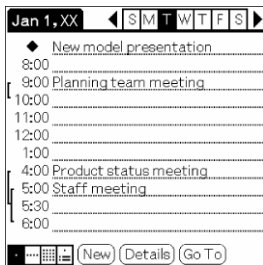 Jan 1, XX S M T W T F S
New model presentation
8:00
9:00 Planning team meeting
10:00
11:00
12:00
1:00
4:00 Product status meeting
5:00 Staff meeting
5:30
6:00
New Details Go To